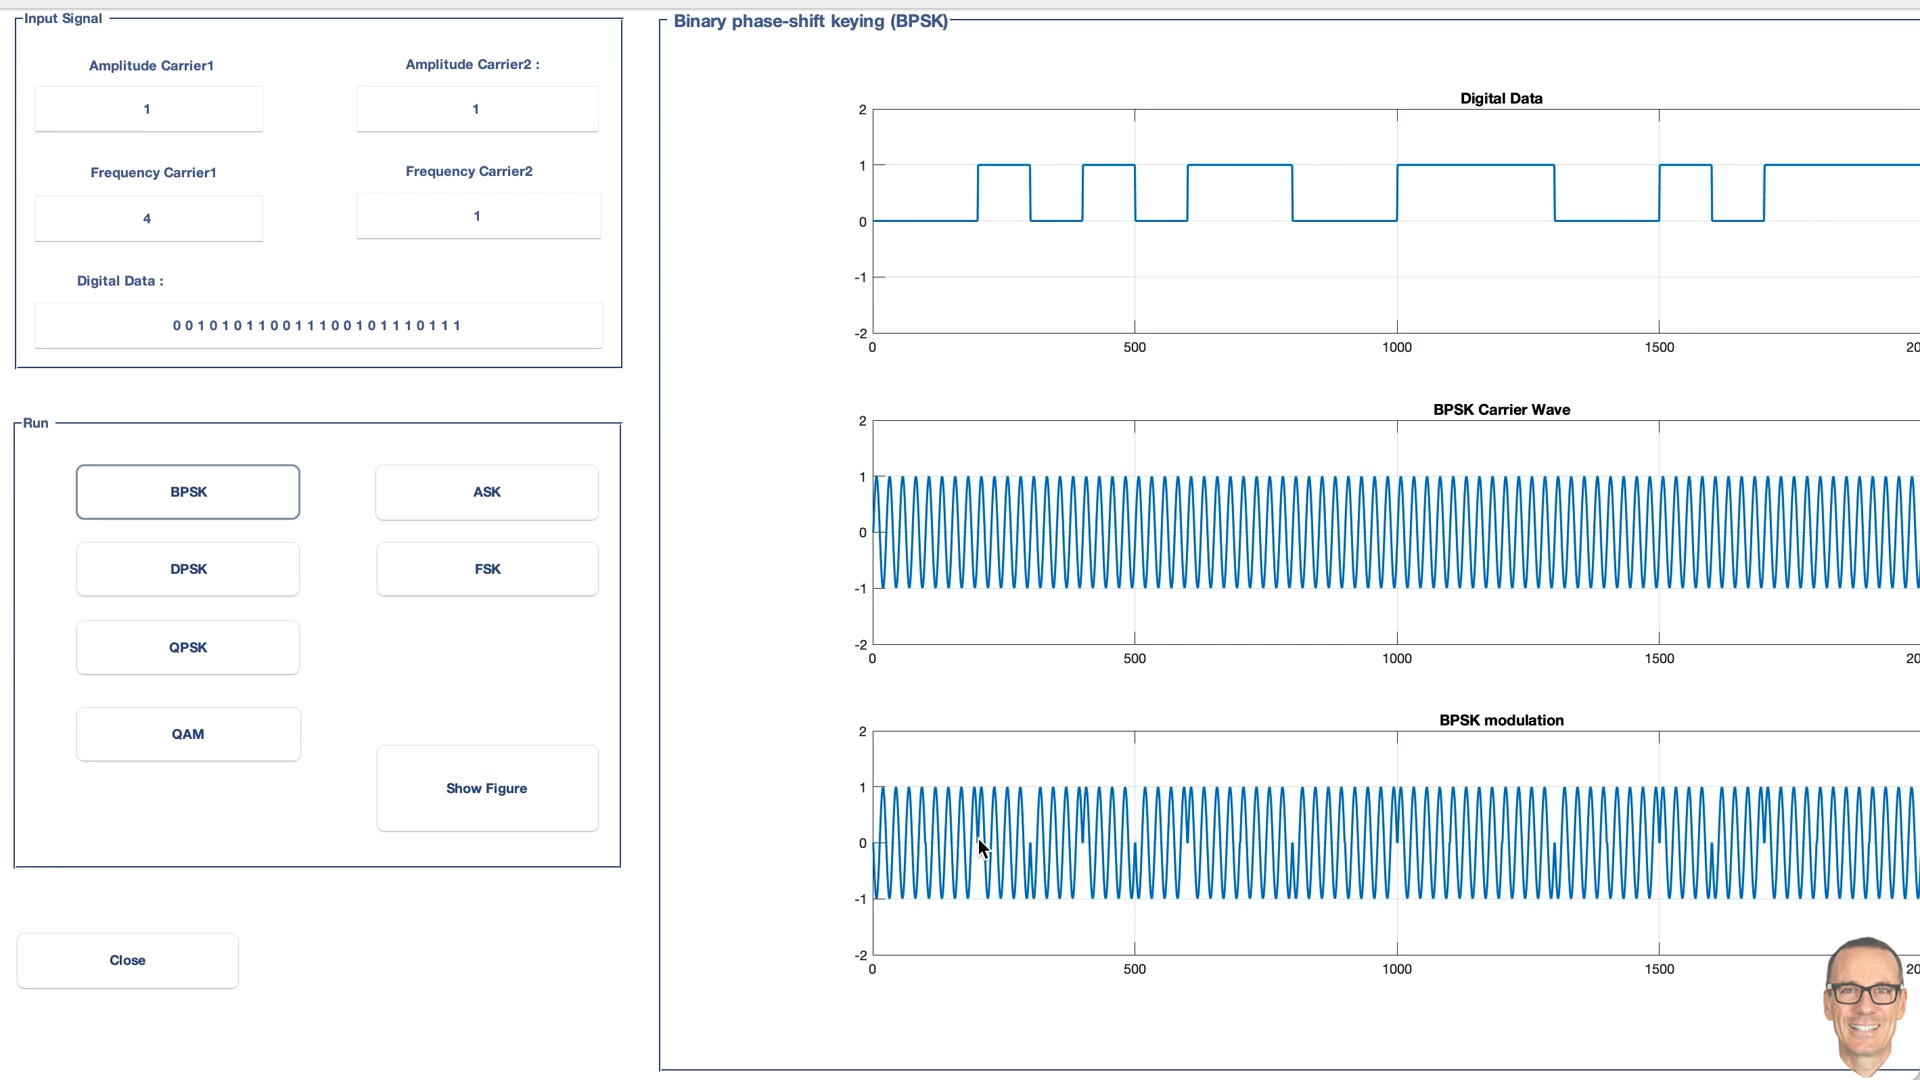 Input Signal
Amplitude Carrier1
Amplitude Carrier2 :
1
1
Frequency Carrier1
Frequency Carrier2
4
1
Digital Data :
0 0 1 0 1 0 1 1 0 0 1 1 1 0 0 1 0 1 1 1 0 1 1 1
Run
BPSK
ASK
DPSK
FSK
QPSK
QAM
Show Figure
Close
Binary phase-shift keying (BPSK)
Digital Data
2
1
0
-1
-2
0 500 1000 1500 20
BPSK Carrier Wave
2
1
0
-1
-2
0 500 1000 1500 20
BPSK modulation
2
1
0
-1
-2
0 500 1000 1500 20